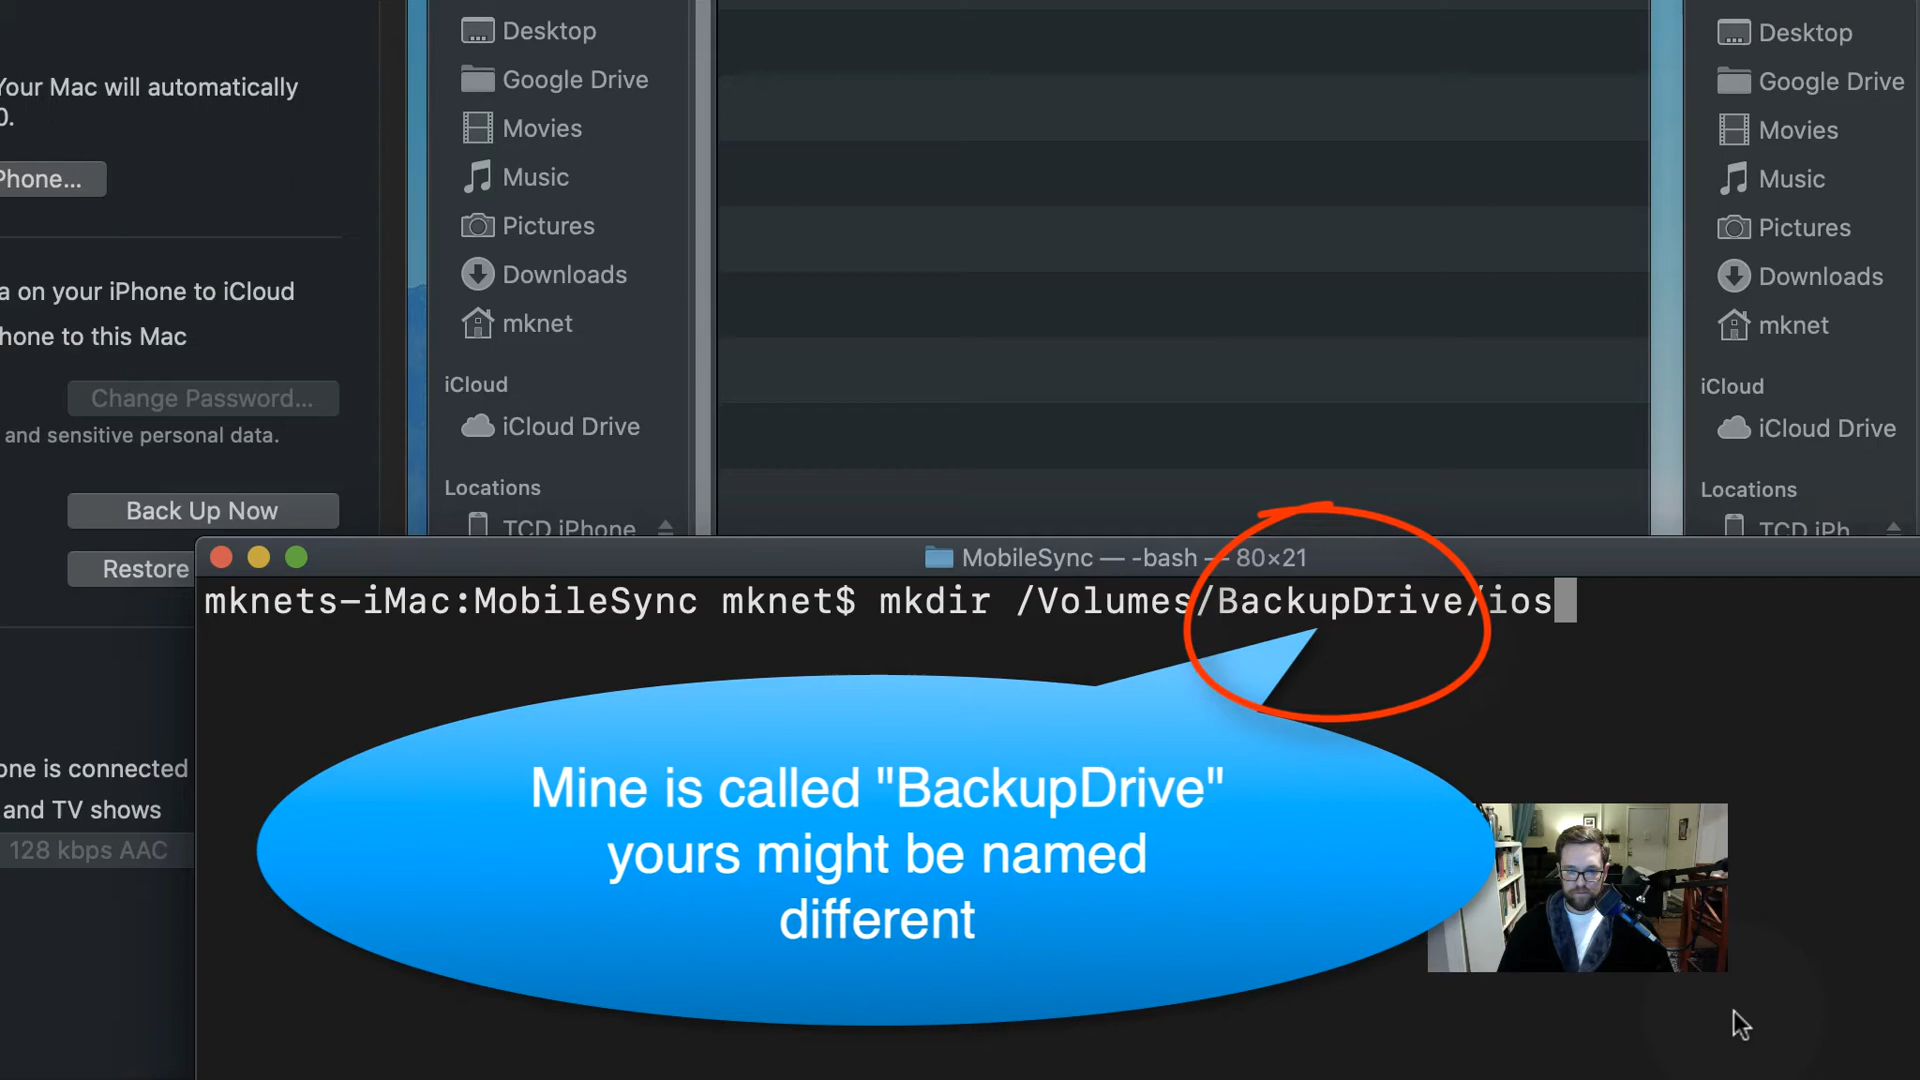 Your Mac will automatically
0.
Phone...
a on your iPhone to iCloud
hone to this Mac
Change Password...
and sensitive personal data.
Back Up Now
Restore
one is connected
and TV shows
128 kbps AAC
Desktop
Google Drive
Movies
Music
Pictures
Downloads
mknet
iCloud
iCloud Drive
Locations
TCD iPhone
Desktop
Google Drive
Movies
Music
Pictures
Downloads
mknet
iCloud
iCloud Drive
Locations
TCD iPh
MobileSync — -bash — 80×21
mknets-iMac:MobileSync mknet$ mkdir /Volumes/BackupDrive/ios
Mine is called "BackupDrive"
yours might be named
different